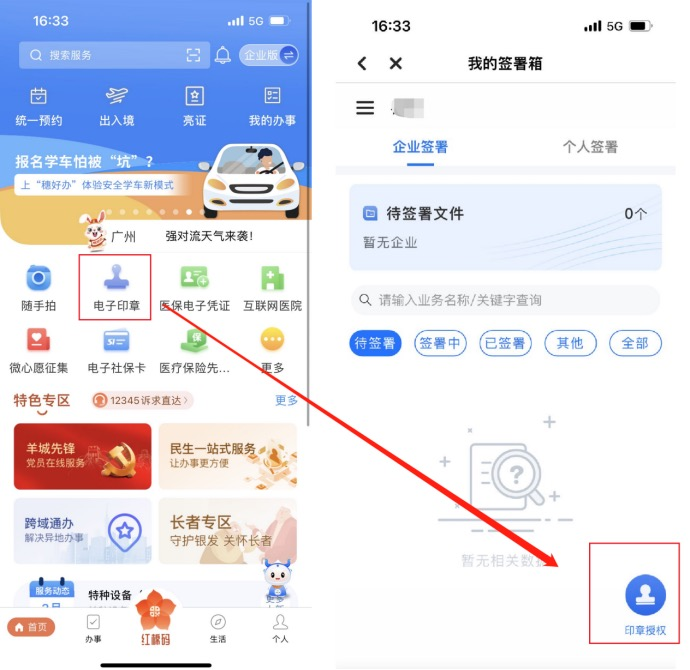 16:33
5G
搜索服务
企业版
统一预约
出入境
亮证
我的办事
报名学车怕被“坑”?
上“穗好办”体验安全学车新模式
广州
强对流天气来袭!
随手拍
电子印章
医保电子凭证
互联网医院
微心愿征集
电子社保卡
医疗保险先...
更多
特色专区
12345诉求直达>
更多
羊城先锋
党员在线服务
民生一站式服务
让办事更方便
跨域通办
解决异地办事
长者专区
守护银发 关怀长者
服务动态
特种设备
首页
办事
红棉码
生活
个人
16:33
5G
我的签署箱
企业签署
个人签署
待签署文件
0个
暂无企业
请输入业务名称/关键字查询
待签署
签署中
已签署
其他
全部
暂无相关数据
印章授权